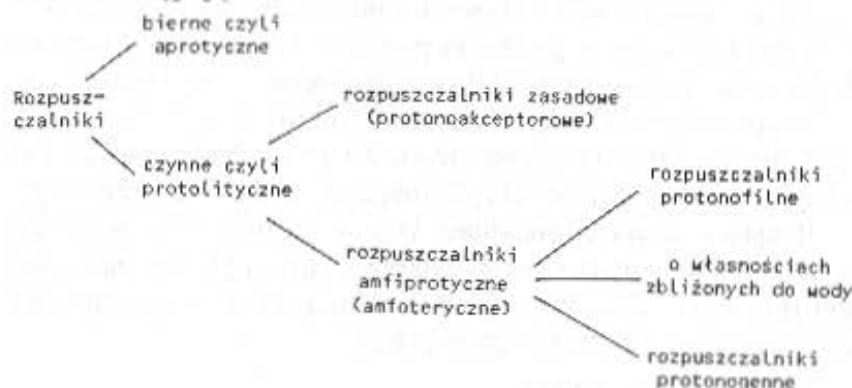 bierne czyli
aprotyczne
Rozpusz-
czalniki
rozpuszczalniki zasadowe
(protonoakceptorowe)
czynne czyli
protolityczne
rozpuszczalniki
protonofilne
rozpuszczalniki
amfiprotyczne
(amfoteryczne)
o własnościach
zbliżonych do wody
rozpuszczalniki
protonogenne